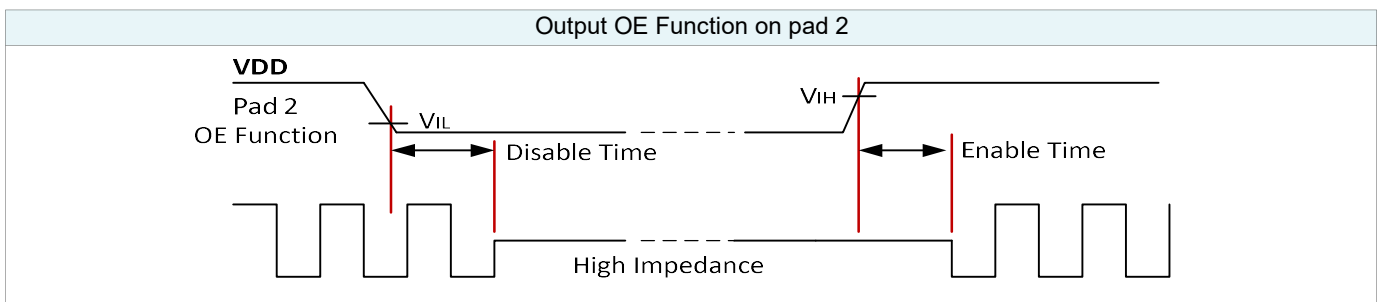 Output OE Function on pad 2
VDD
Pad 2
OE Function
VIL
VIH
Disable Time
Enable Time
High Impedance